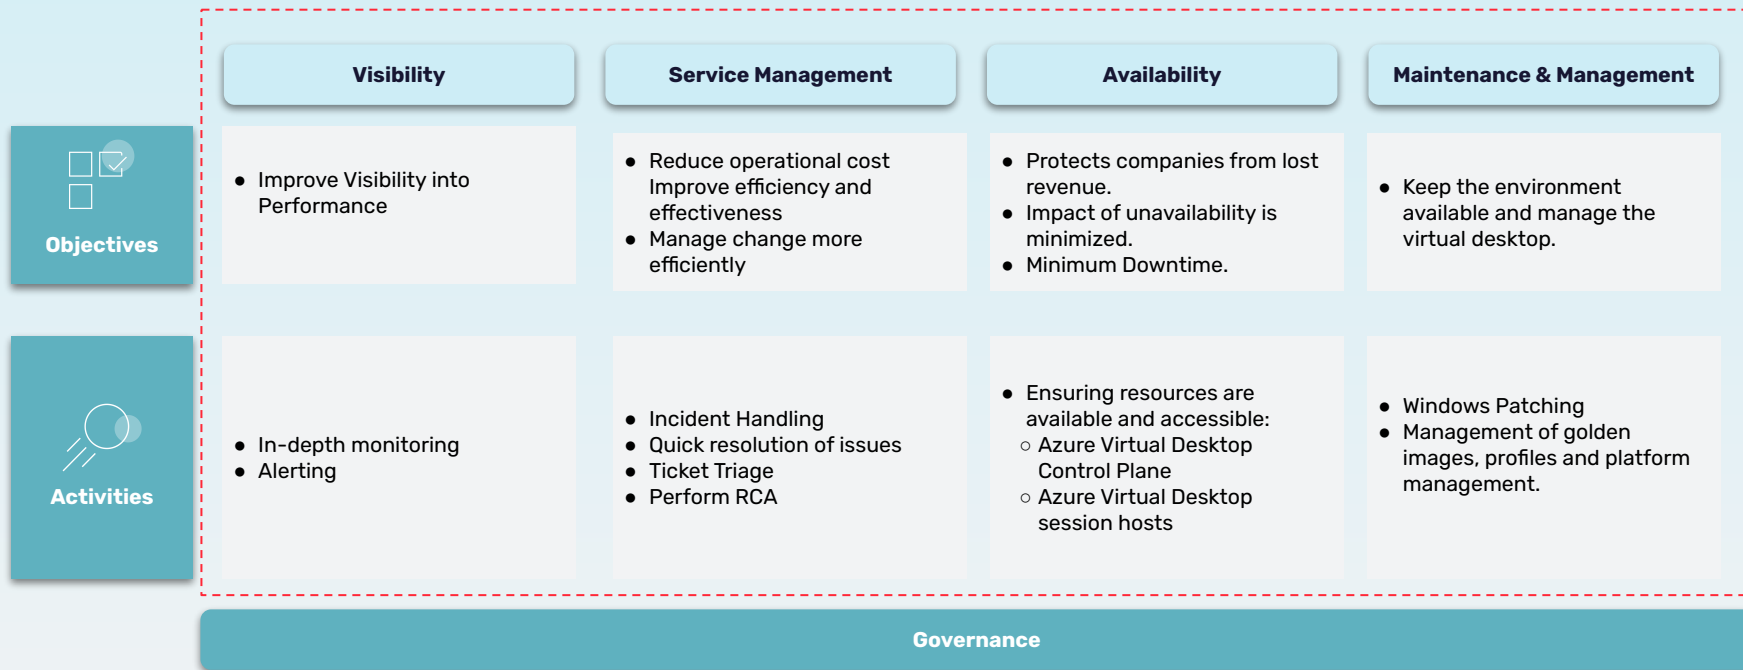 Visibility
Service Management
Availability
Maintenance & Management
Objectives
● Improve Visibility into
Performance
● Reduce operational cost
Improve efficiency and
effectiveness
● Manage change more
efficiently
● Protects companies from lost
revenue.
● Impact of unavailability is
minimized.
● Minimum Downtime.
● Keep the environment
available and manage the
virtual desktop.
Activities
● In-depth monitoring
● Alerting
● Incident Handling
● Quick resolution of issues
● Ticket Triage
● Perform RCA
● Ensuring resources are
available and accessible:
○ Azure Virtual Desktop
Control Plane
○ Azure Virtual Desktop
session hosts
● Windows Patching
● Management of golden
images, profiles and platform
management.
Governance